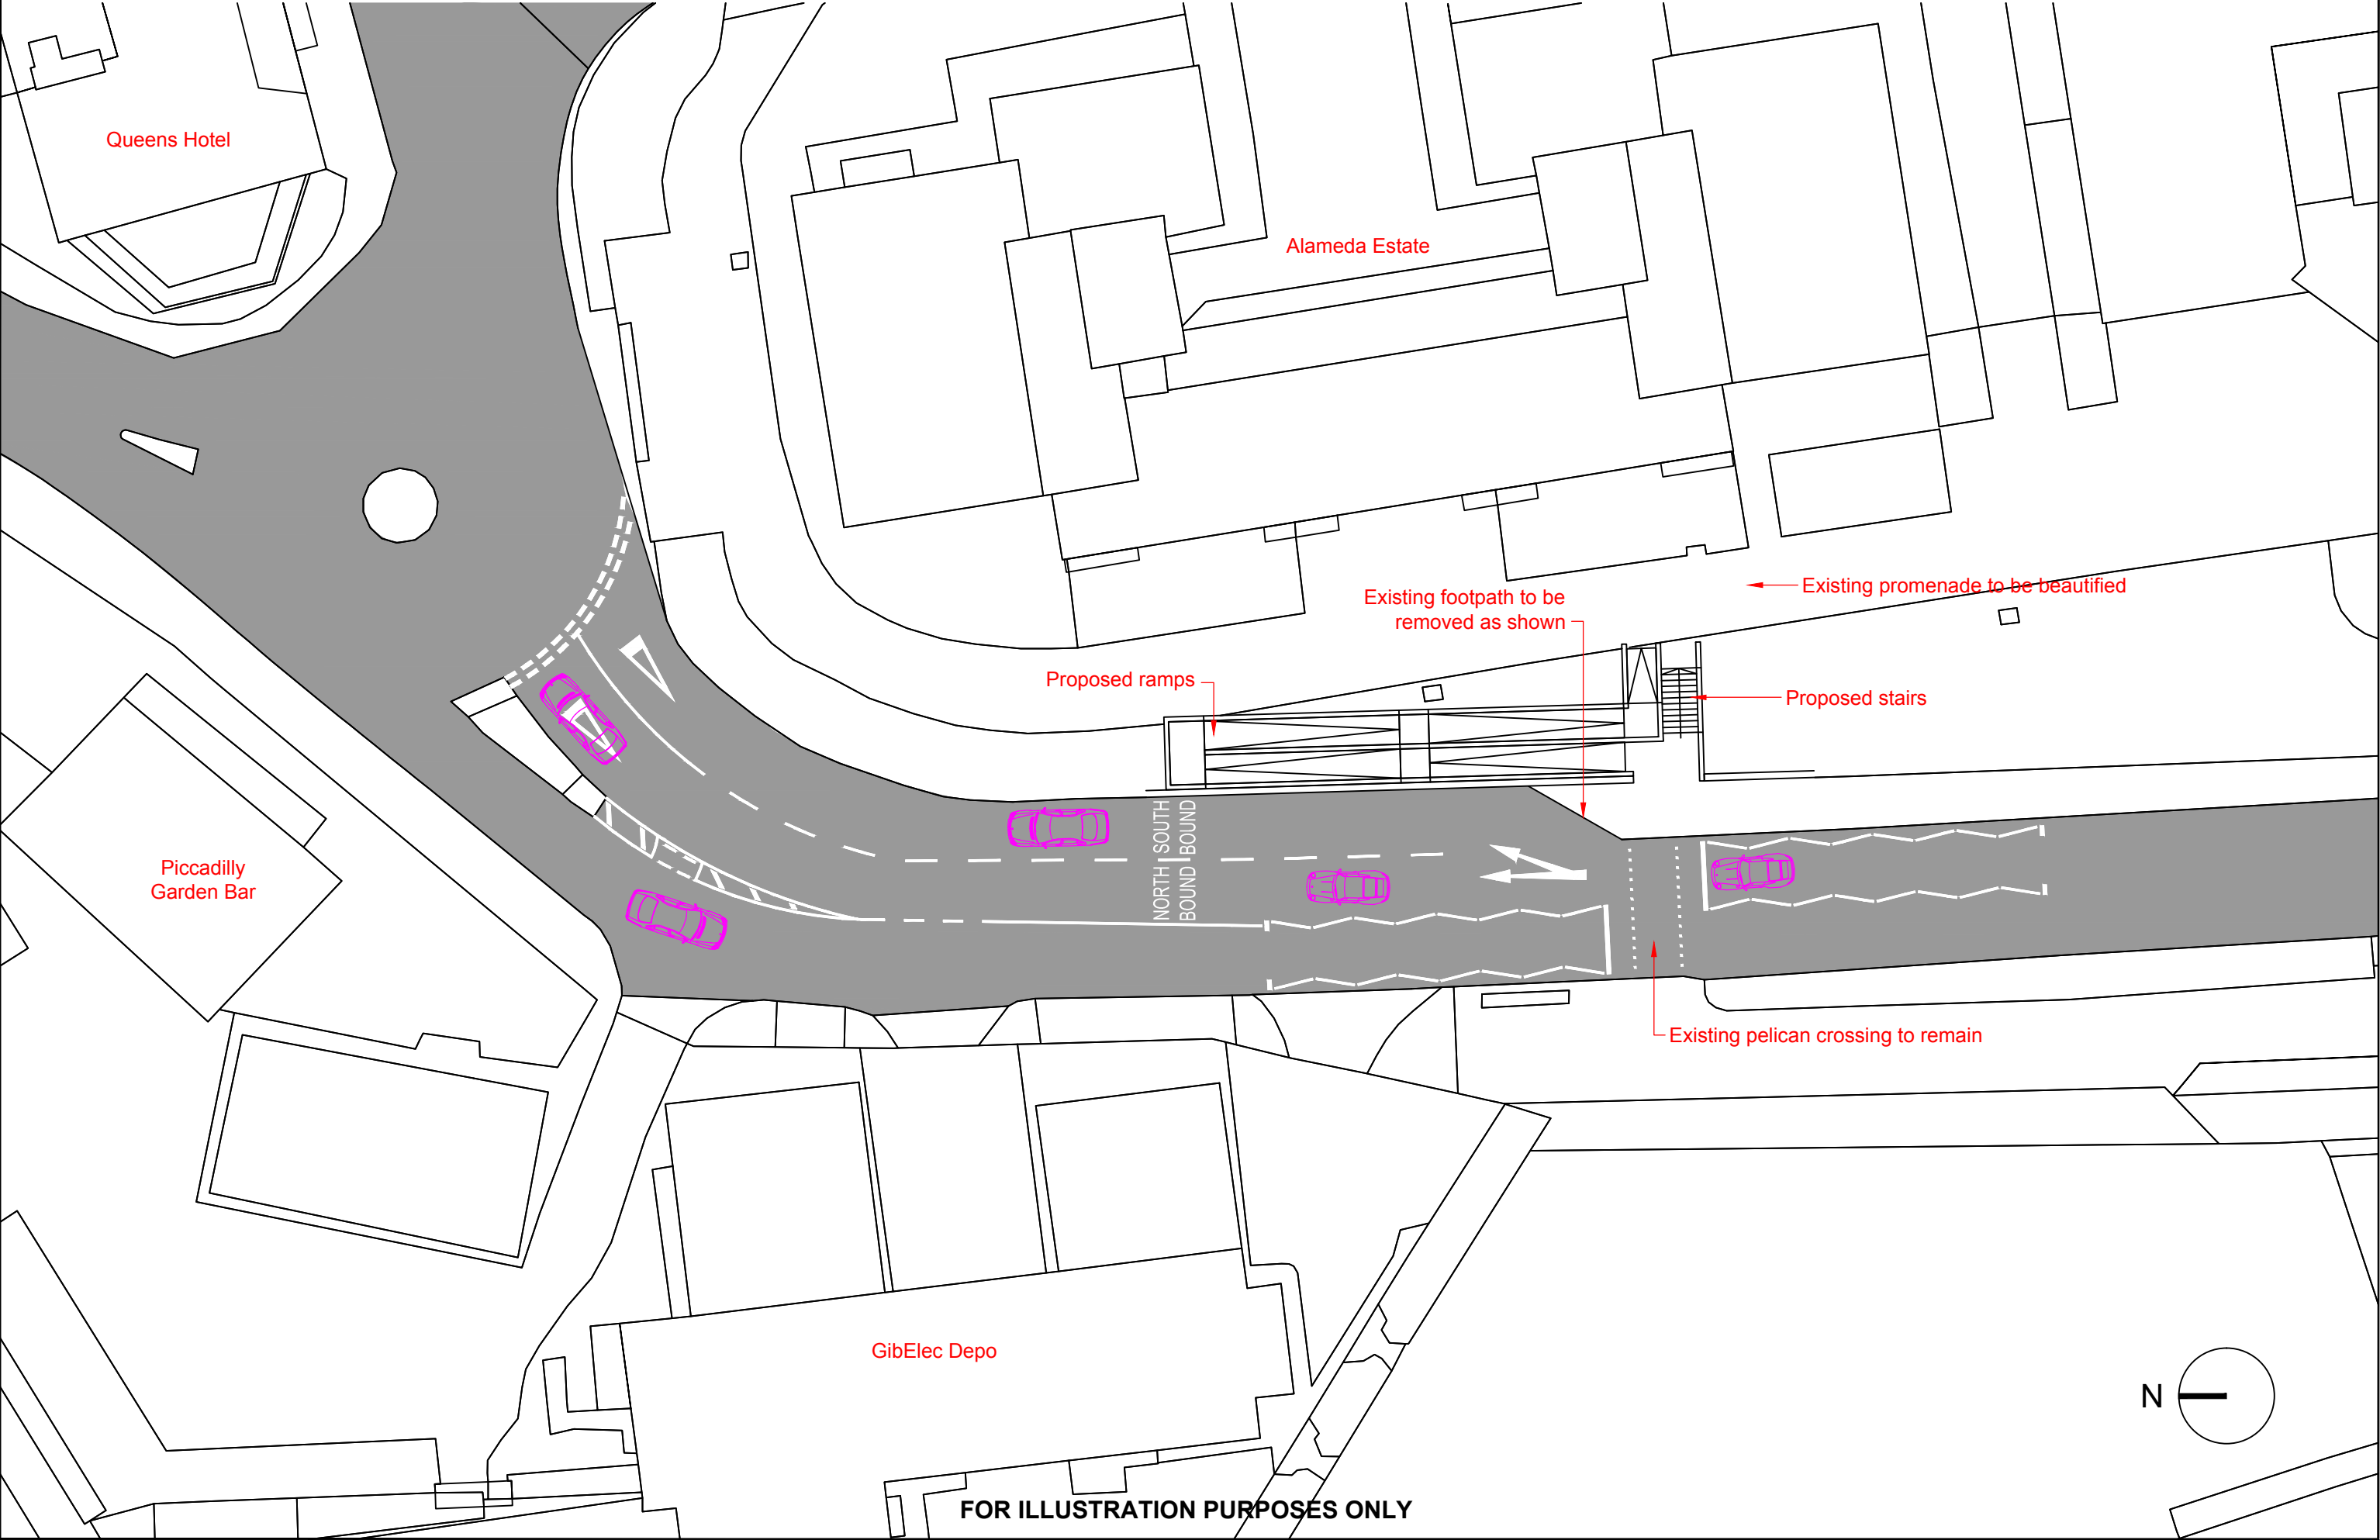 Queens Hotel
Alameda Estate
Existing promenade to be beautified
Existing footpath to be
removed as shown
Proposed ramps
Proposed stairs
NORTH BOUND
SOUTH BOUND
Piccadilly
Garden Bar
Existing pelican crossing to remain
GibElec Depo
N
FOR ILLUSTRATION PURPOSES ONLY